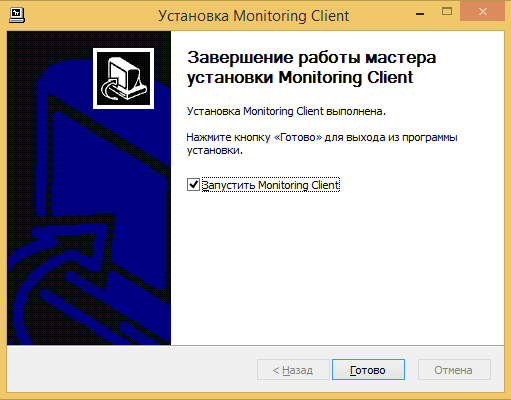 Установка Monitoring Client
Завершение работы мастера
установки Monitoring Client
Установка Monitoring Client выполнена.
Нажмите кнопку «Готово» для выхода из программы
установки.
Запустить Monitoring Client
< Назад
Готово
Отмена